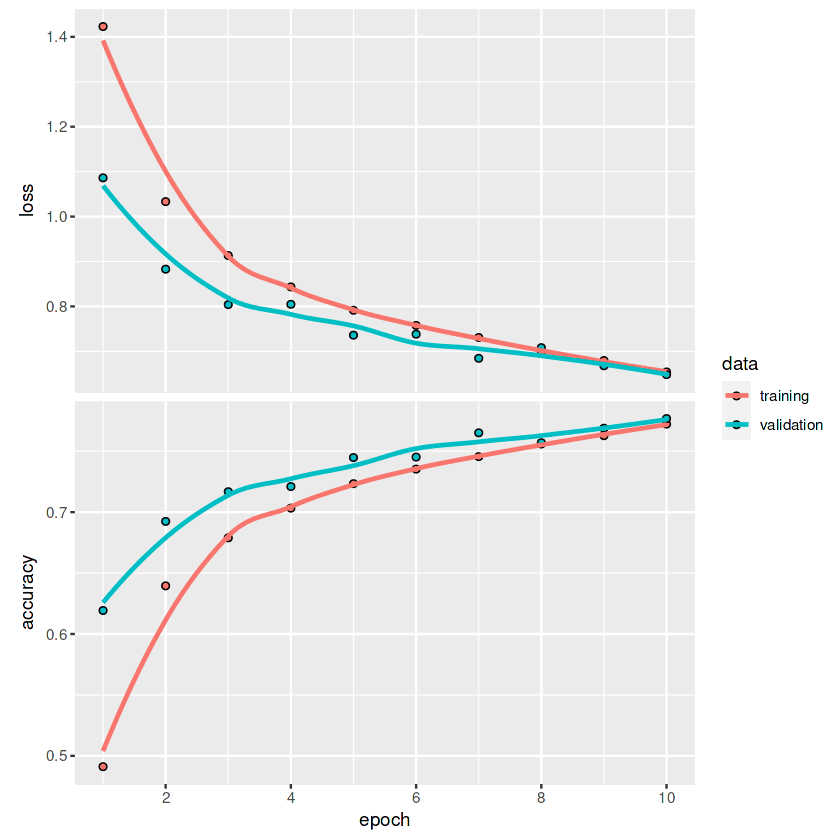 1.4
1.2
1.0
0.8
loss
0.7
0.6
0.5
accuracy
2 4 6 8 10
epoch
data
training
validation